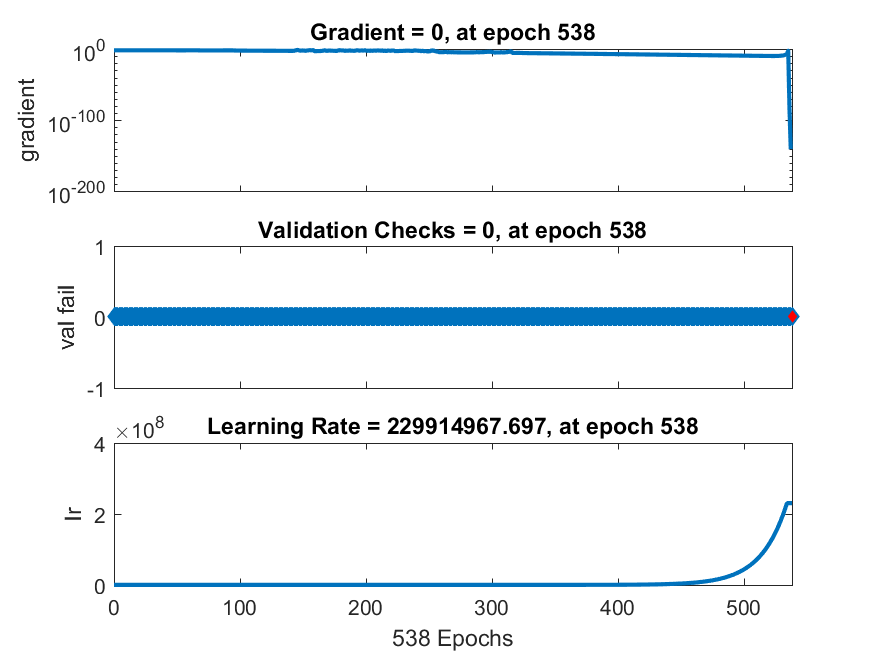 Gradient = 0, at epoch 538
10^0
10^-100
10^-200
gradient
Validation Checks = 0, at epoch 538
1
0
-1
val fail
×10^8
Learning Rate = 229914967.697, at epoch 538
4
2
0
lr
0 100 200 300 400 500
538 Epochs